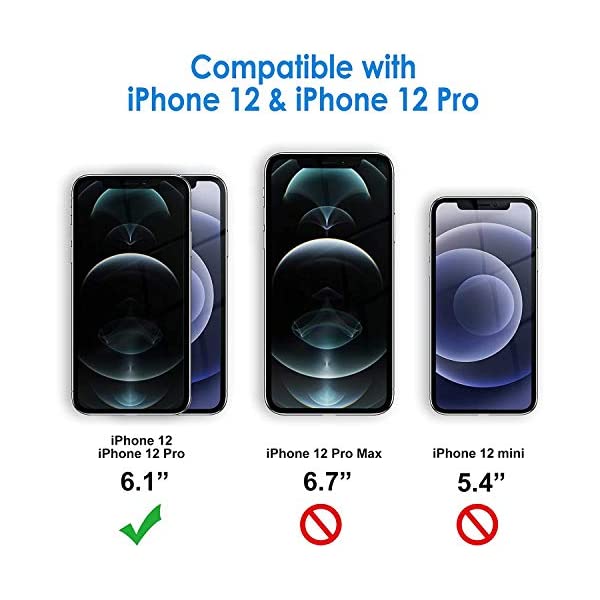 Compatible with
iPhone 12 & iPhone 12 Pro
iPhone 12
iPhone 12 Pro
6.1”
iPhone 12 Pro Max
6.7”
iPhone 12 mini
5.4”